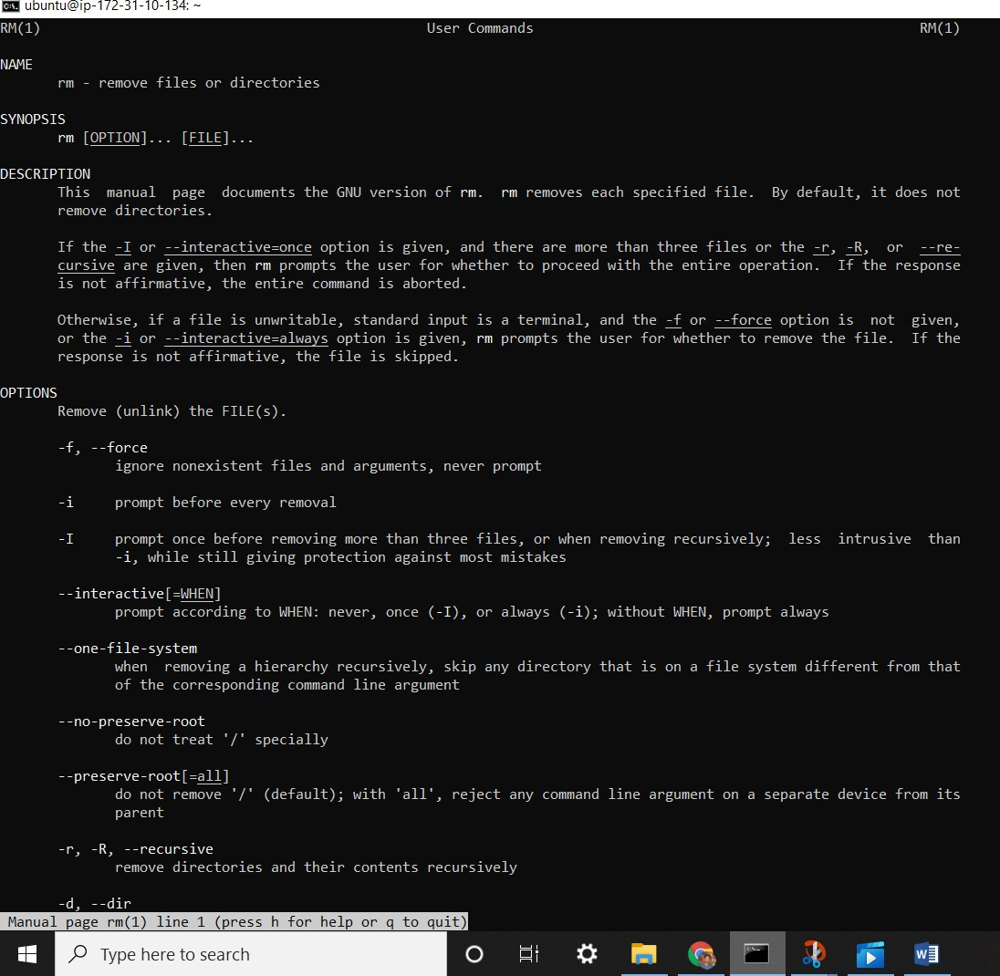 ubuntu@ip-172-31-10-134: ~
RM(1) User Commands RM(1)
NAME
rm - remove files or directories
SYNOPSIS
rm [OPTION]... [FILE]...
DESCRIPTION
This manual page documents the GNU version of rm. rm removes each specified file. By default, it does not
remove directories.
If the -I or --interactive=once option is given, and there are more than three files or the -r, -R, or --re-
cursive are given, then rm prompts the user for whether to proceed with the entire operation. If the response
is not affirmative, the entire command is aborted.
Otherwise, if a file is unwritable, standard input is a terminal, and the -f or --force option is not given,
or the -i or --interactive=always option is given, rm prompts the user for whether to remove the file. If the
response is not affirmative, the file is skipped.
OPTIONS
Remove (unlink) the FILE(s).
-f, --force
ignore nonexistent files and arguments, never prompt
-i prompt before every removal
-I prompt once before removing more than three files, or when removing recursively; less intrusive than
-i, while still giving protection against most mistakes
--interactive[=WHEN]
prompt according to WHEN: never, once (-I), or always (-i); without WHEN, prompt always
--one-file-system
when removing a hierarchy recursively, skip any directory that is on a file system different from that
of the corresponding command line argument
--no-preserve-root
do not treat '/' specially
--preserve-root[=all]
do not remove '/' (default); with 'all', reject any command line argument on a separate device from its
parent
-r, -R, --recursive
remove directories and their contents recursively
-d, --dir
Manual page rm(1) line 1 (press h for help or q to quit)
Type here to search